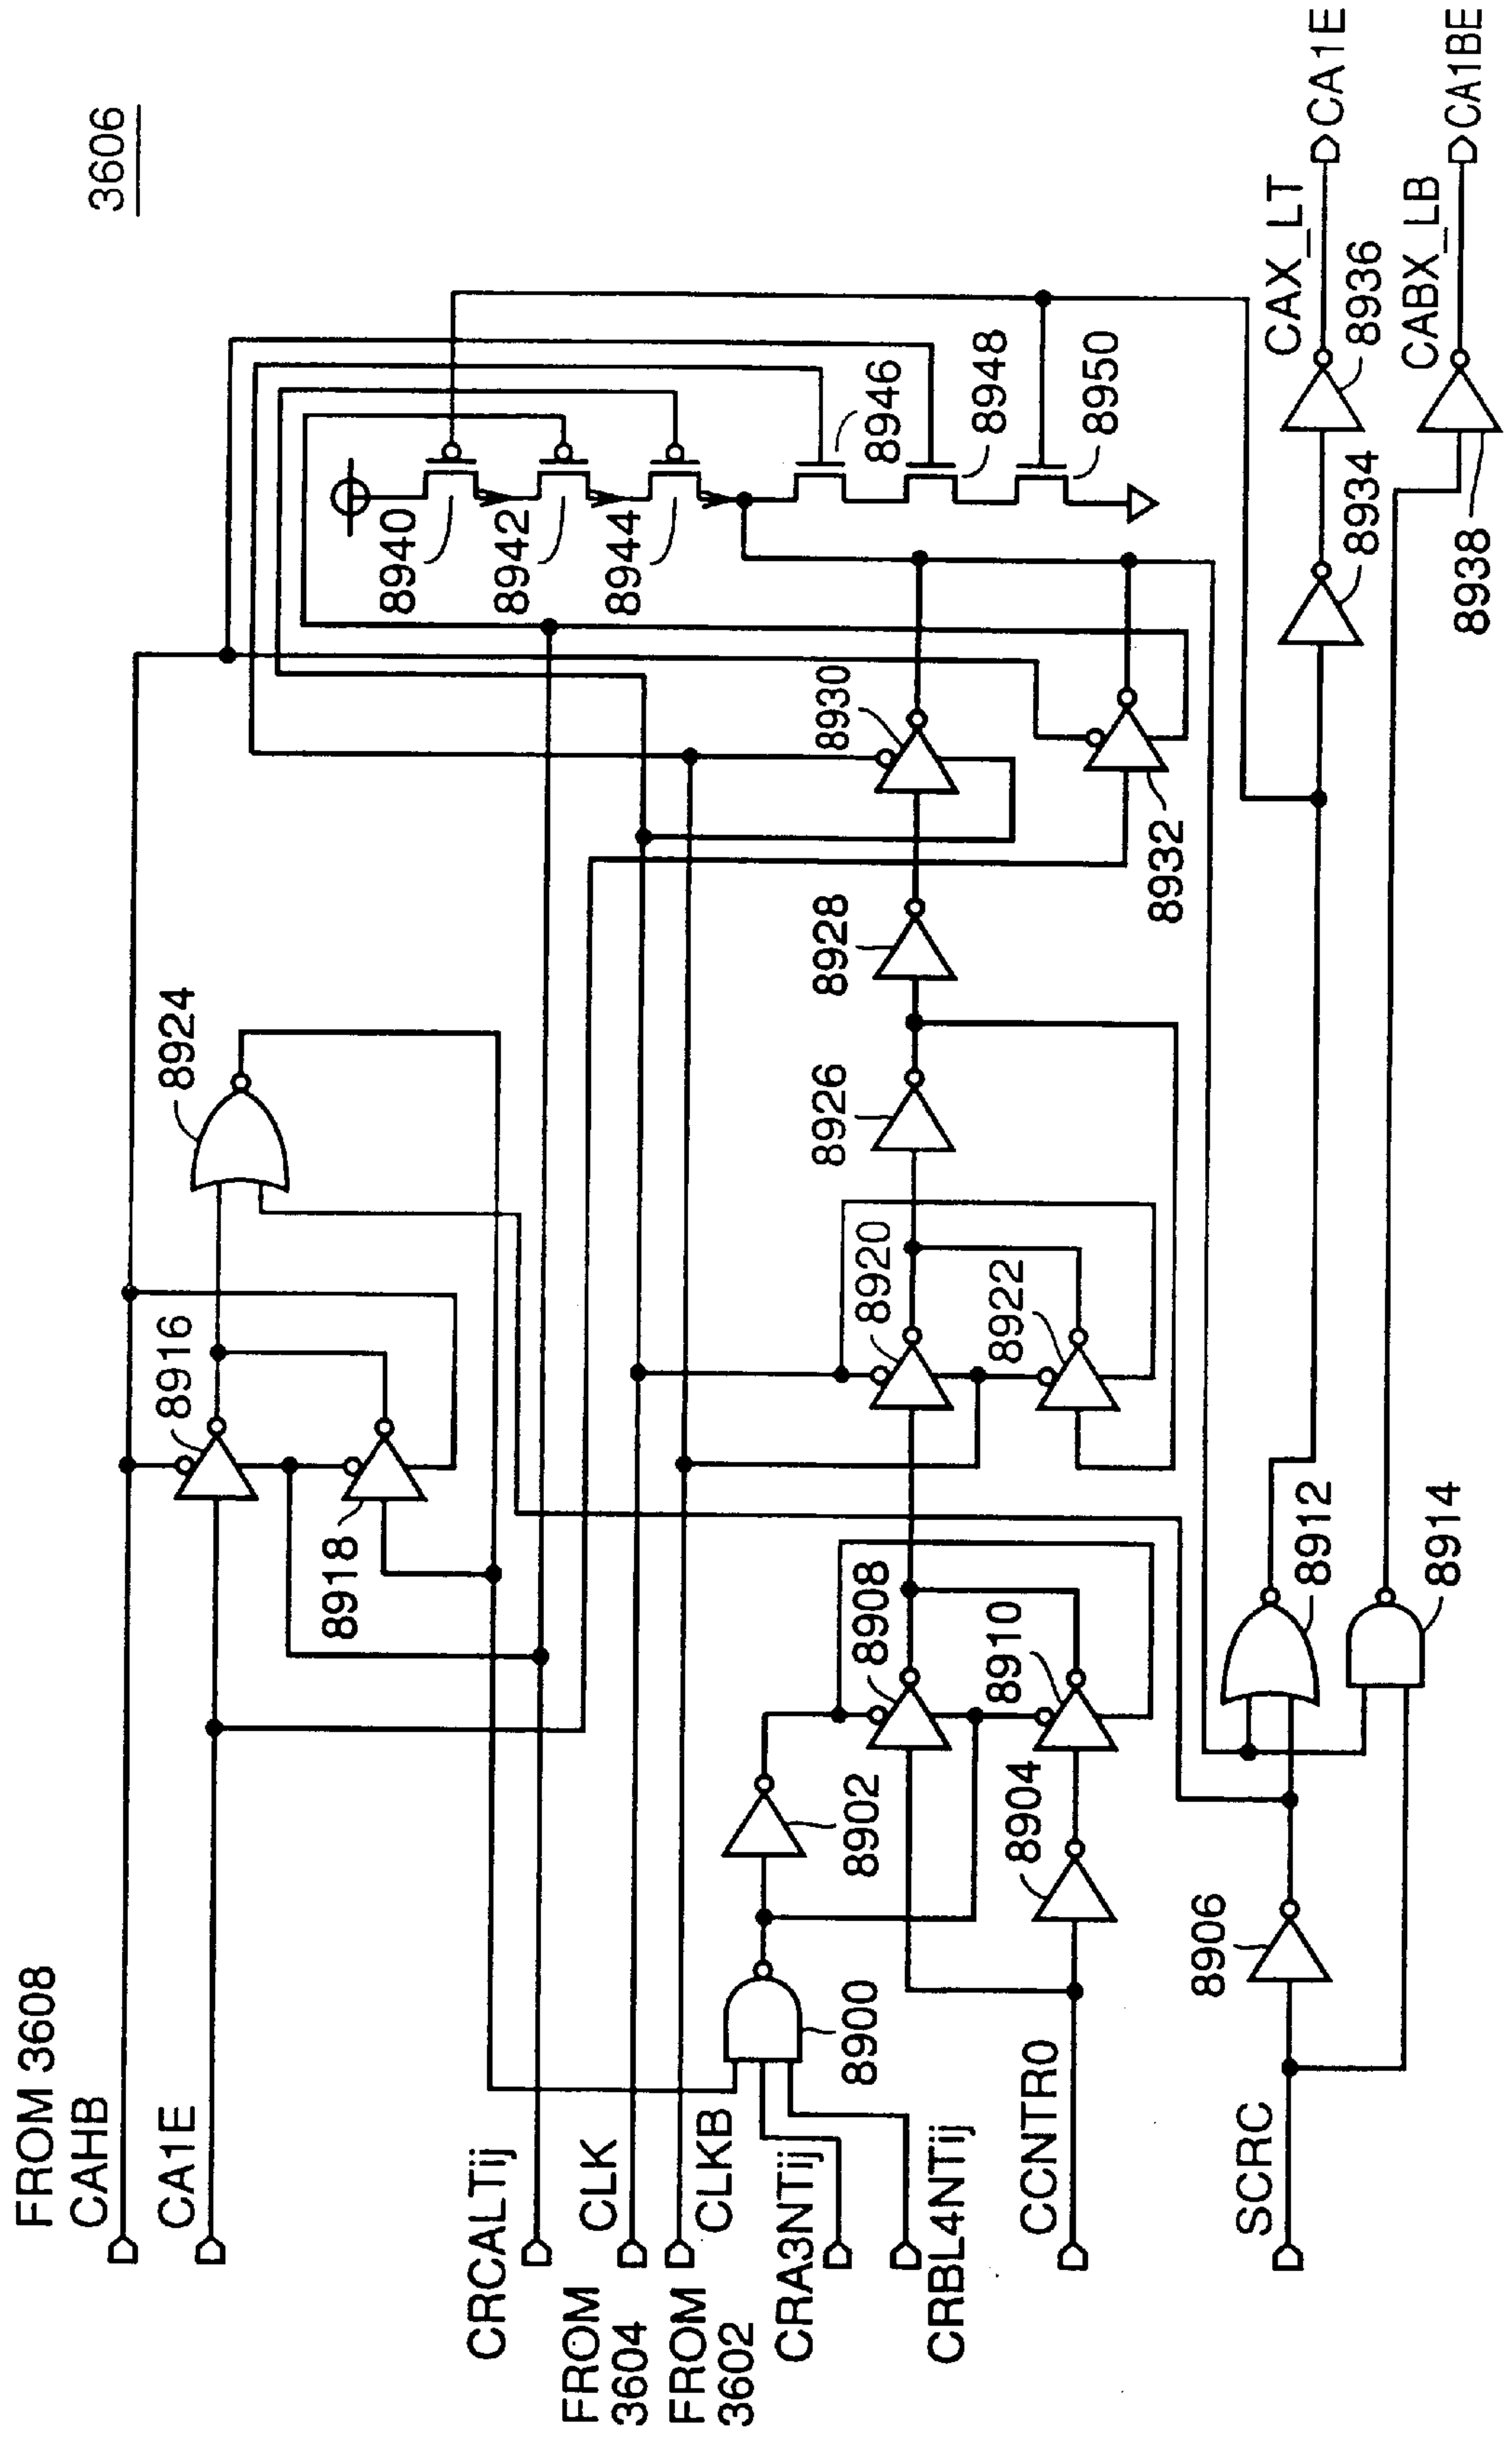 3606
FROM 3608
CAHB
CA1E
CRCALTij
FROM
3604
CLK
FROM
3602
CLKB
CRA3NTij
CRBL4NTij
CCNTR0
SCRC
8900
8902
8904
8906
8908
8910
8912
8914
8916
8918
8920
8922
8924
8926
8928
8930
8932
8934
8936
8938
8940
8942
8944
8946
8948
8950
CAX_LT
CA1E
CABX_LB
CA1BE